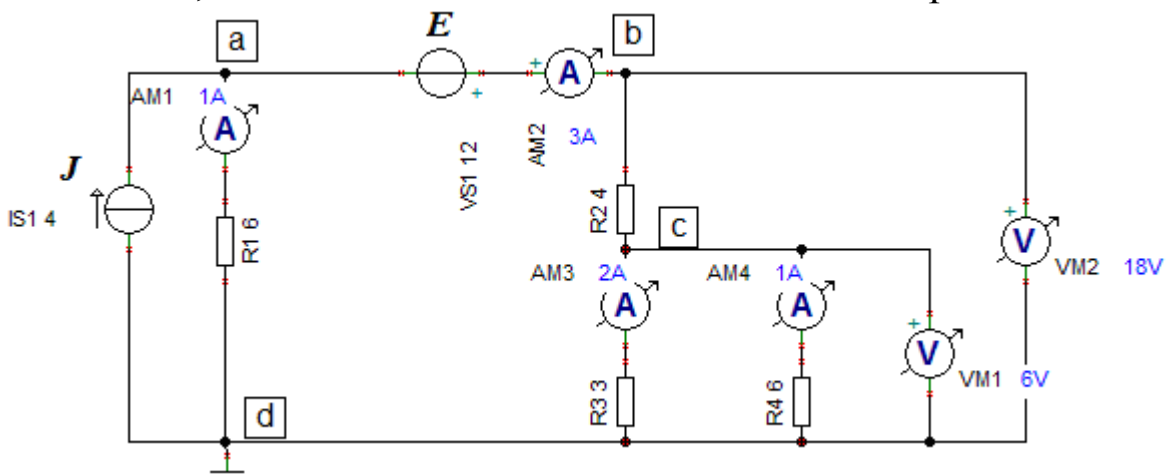 E
a
b
AM1 1A
A
A
AM2 3A
VS1 12
J
IS1 4
R1 6
R2 4
c
V
VM2 18V
AM3 2A
AM4 1A
A
A
V
VM1 6V
R3 3
R4 6
d